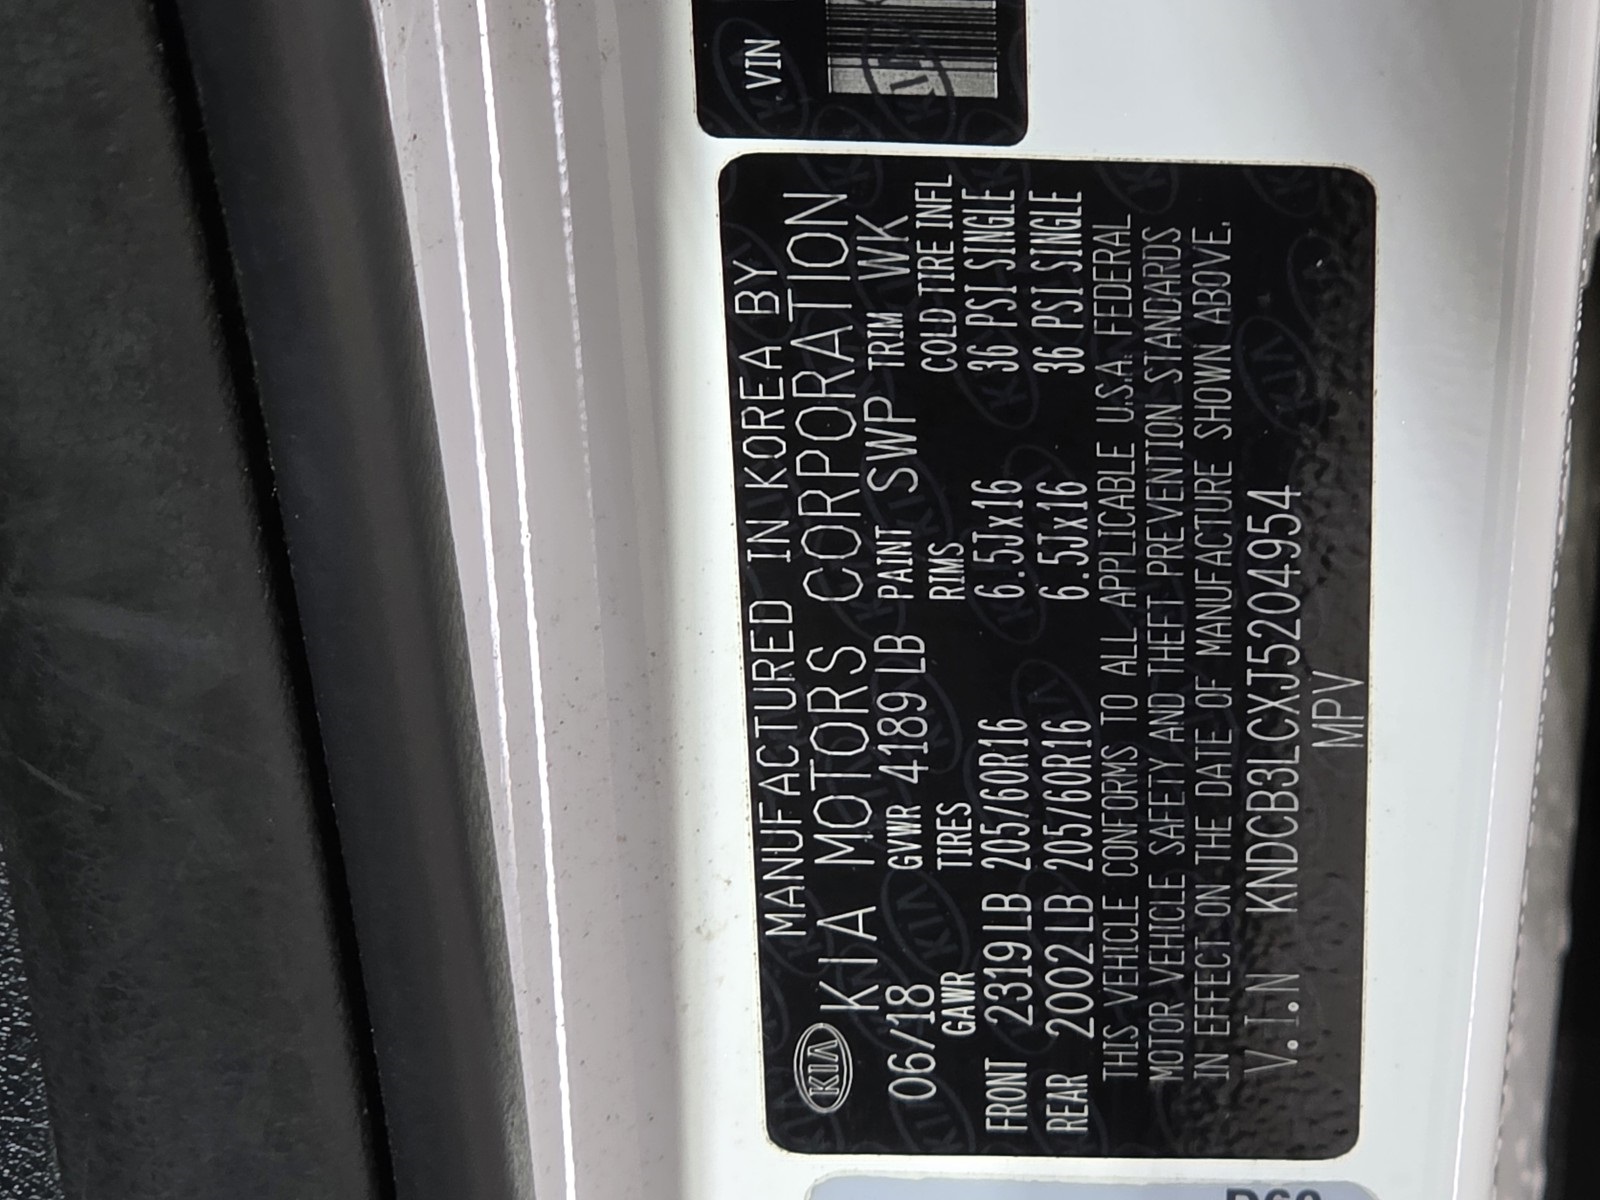 VIN
MANUFACTURED IN KOREA BY
KIA KIA MOTORS CORPORATION
06/18 GVWR 4189 LB PAINT SWP TRIM WK
GAWR TIRES RIMS COLD TIRE INFL
FRONT 2319 LB 205/60R16 6.5Jx16 36 PSI SINGLE
REAR 2002 LB 205/60R16 6.5Jx16 36 PSI SINGLE
THIS VEHICLE CONFORMS TO ALL APPLICABLE U.S.A. FEDERAL
MOTOR VEHICLE SAFETY AND THEFT PREVENTION STANDARDS
IN EFFECT ON THE DATE OF MANUFACTURE SHOWN ABOVE.
V.I.N KNDCB3LCXJ5204954
MPV